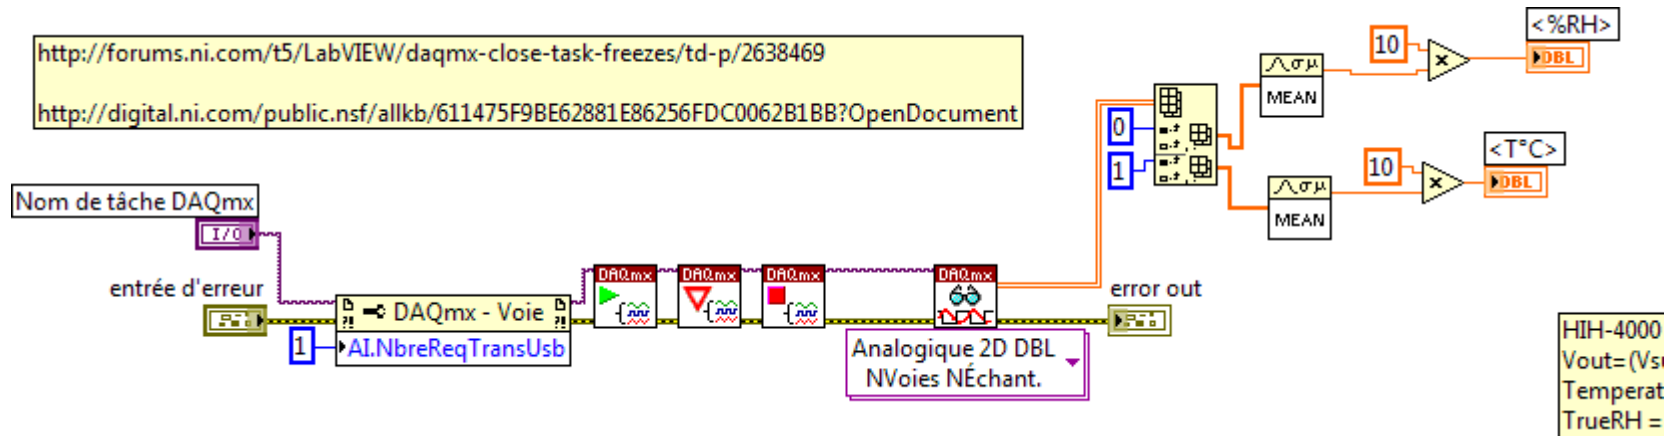 http://forums.ni.com/t5/LabVIEW/daqmx-close-task-freezes/td-p/2638469
http://digital.ni.com/public.nsf/allkb/611475F9BE62881E86256FDC0062B1BB?OpenDocument
<%RH>
10
DBL
MEAN
0
1
<T°C>
10
DBL
MEAN
Nom de tâche DAQmx
I/O
entrée d'erreur
DAQmx - Voie
1
AI.NbreReqTransUsb
DAQmx
DAQmx
DAQmx
DAQmx
Analogique 2D DBL
NVoies NÉchant.
error out
HIH-4000
Vout=(Vsu
Temperat
TrueRH =